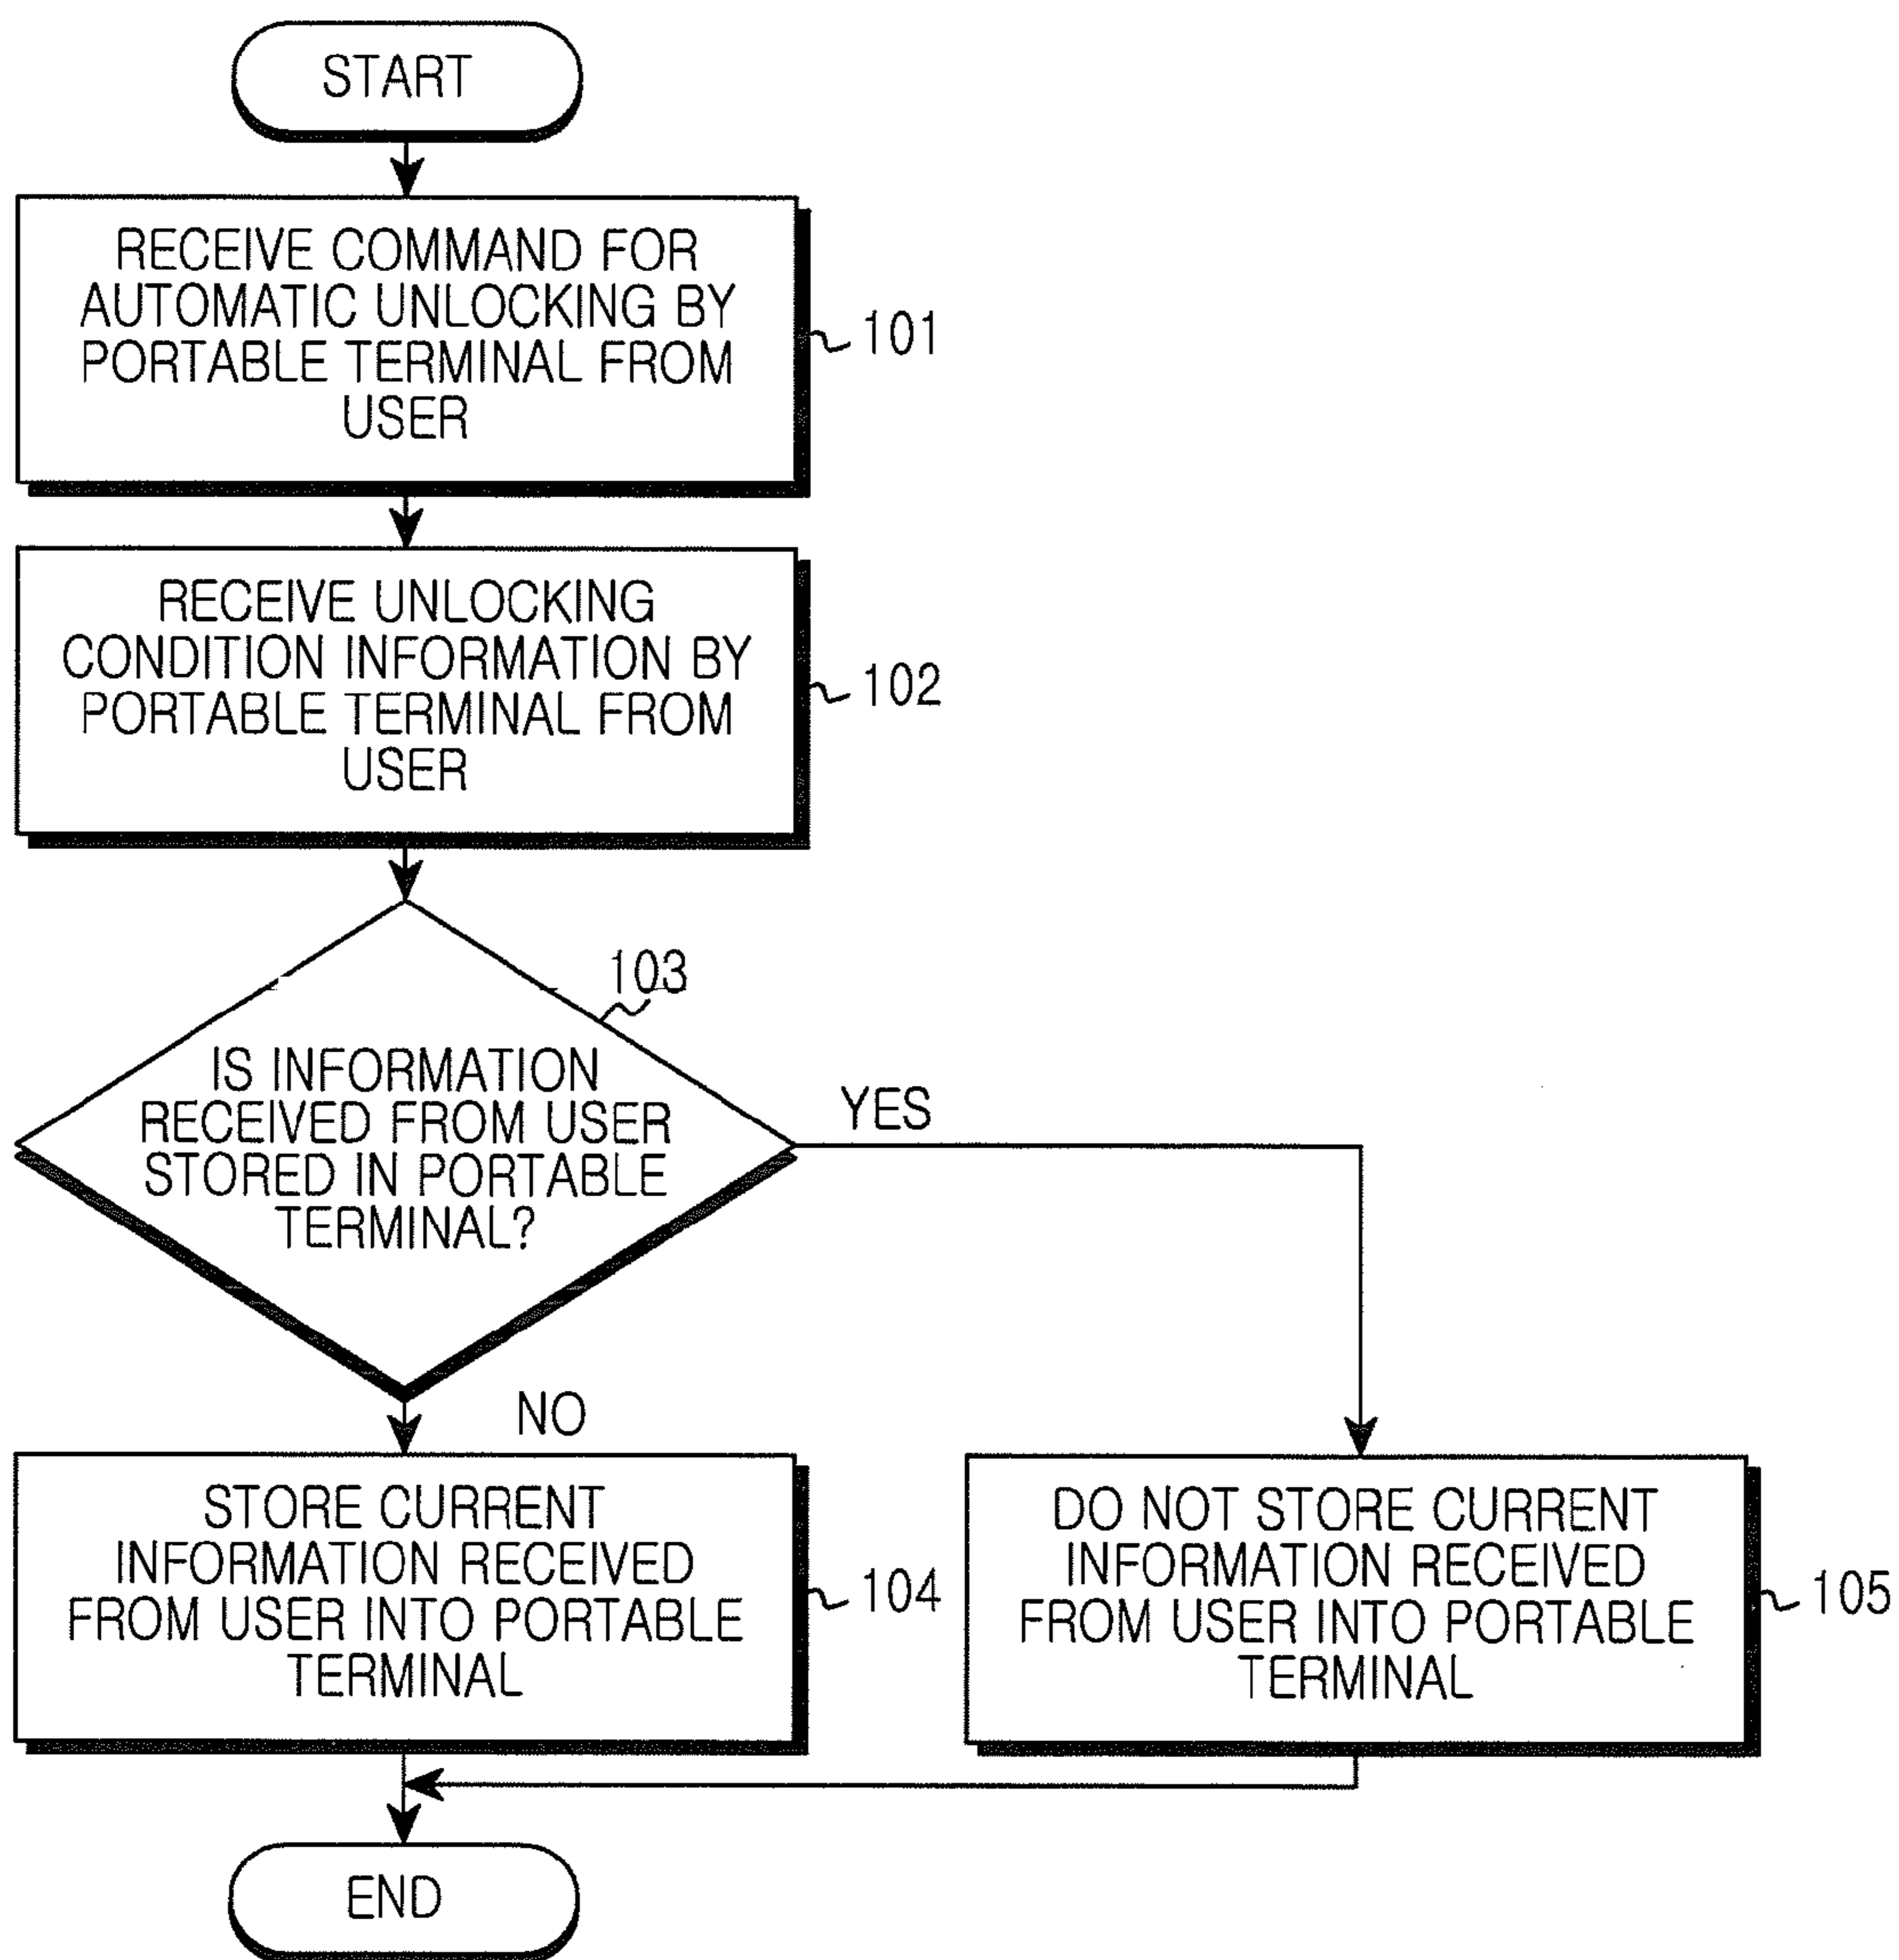 START
RECEIVE COMMAND FOR
AUTOMATIC UNLOCKING BY
PORTABLE TERMINAL FROM
USER
101
RECEIVE UNLOCKING
CONDITION INFORMATION BY
PORTABLE TERMINAL FROM
USER
102
103
IS INFORMATION
RECEIVED FROM USER
STORED IN PORTABLE
TERMINAL?
YES
NO
STORE CURRENT
INFORMATION RECEIVED
FROM USER INTO PORTABLE
TERMINAL
104
DO NOT STORE CURRENT
INFORMATION RECEIVED
FROM USER INTO PORTABLE
TERMINAL
105
END